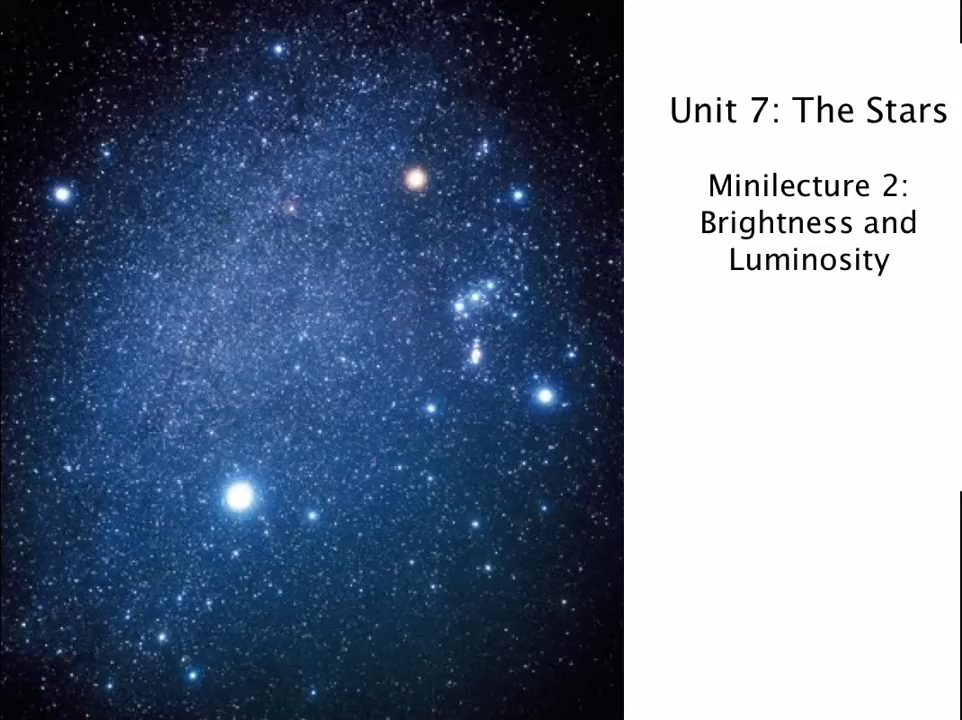 Unit 7: The Stars
Minilecture 2:
Brightness and
Luminosity